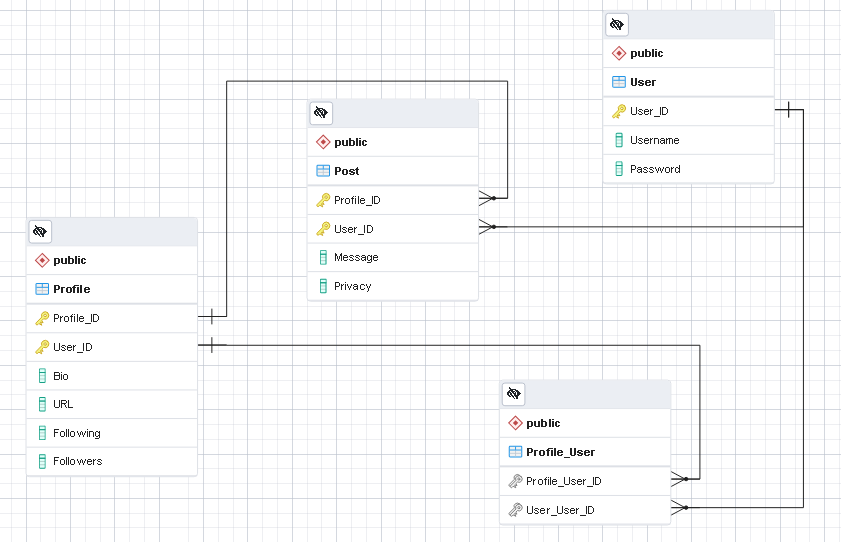 public
User
User_ID
Username
Password
public
Post
Profile_ID
User_ID
Message
Privacy
public
Profile
Profile_ID
User_ID
Bio
URL
Following
Followers
public
Profile_User
Profile_User_ID
User_User_ID